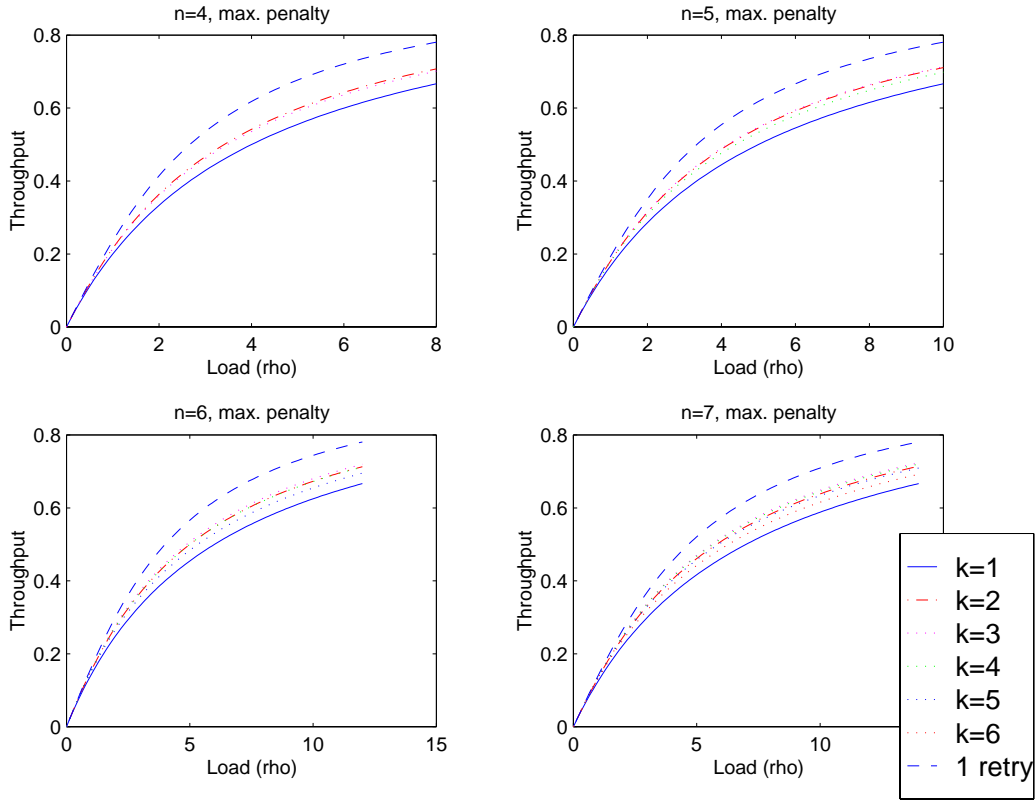 n=4, max. penalty
0.8
0.6
0.4
0.2
0
Throughput
0 2 4 6 8
Load (rho)
n=5, max. penalty
0.8
0.6
0.4
0.2
0
Throughput
0 2 4 6 8 10
Load (rho)
n=6, max. penalty
0.8
0.6
0.4
0.2
0
Throughput
0 5 10 15
Load (rho)
n=7, max. penalty
0.8
0.6
0.4
0.2
0
Throughput
0 5 10
Load (rho)
k=1
k=2
k=3
k=4
k=5
k=6
1 retry